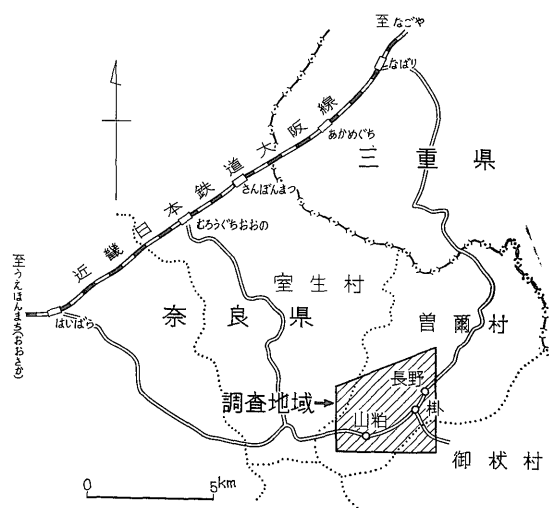 至なごや
なばり
近畿日本鉄道大阪線
あかめぐち
三重県
さんぼんまつ
むろうぐちおおの
至うえほんまち(おおさか)
はいばら
室生村
奈良県
曽爾村
長野
調査地域
掛
山粕
御杖村
0 5km